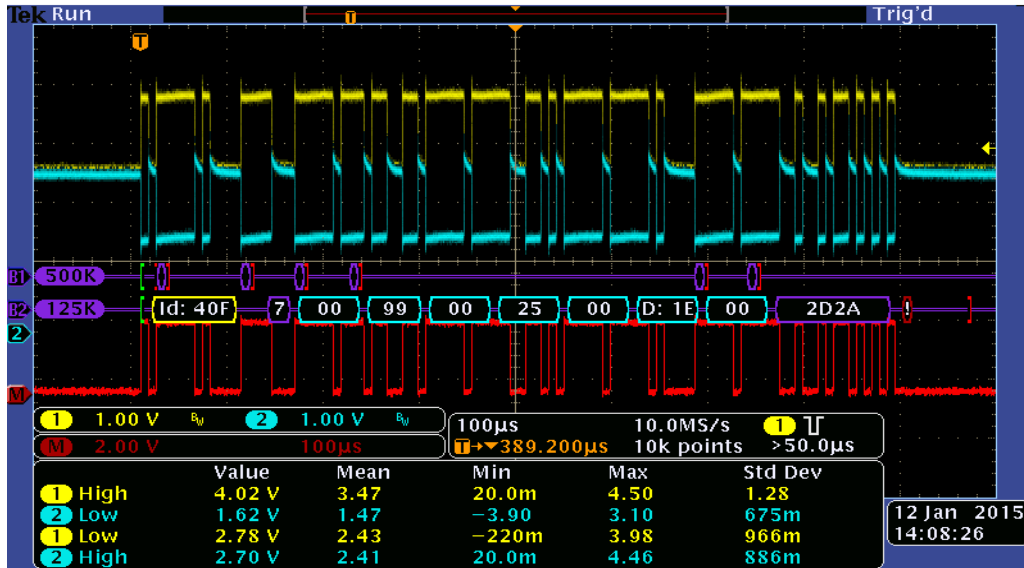 Tek Run Trig'd
T
T
B1 500K
B2 125K Id: 40F 7 00 99 00 25 00 D: 1E 00 2D2A !
2
M
1 1.00 V BW 2 1.00 V BW
M 2.00 V 100µs
100µs 10.0MS/s 1
T→▼389.200µs 10k points >50.0µs
Value Mean Min Max Std Dev
1 High 4.02 V 3.47 20.0m 4.50 1.28
2 Low 1.62 V 1.47 −3.90 3.10 675m
1 Low 2.78 V 2.43 −220m 3.98 966m
2 High 2.70 V 2.41 20.0m 4.46 886m
12 Jan 2015
14:08:26